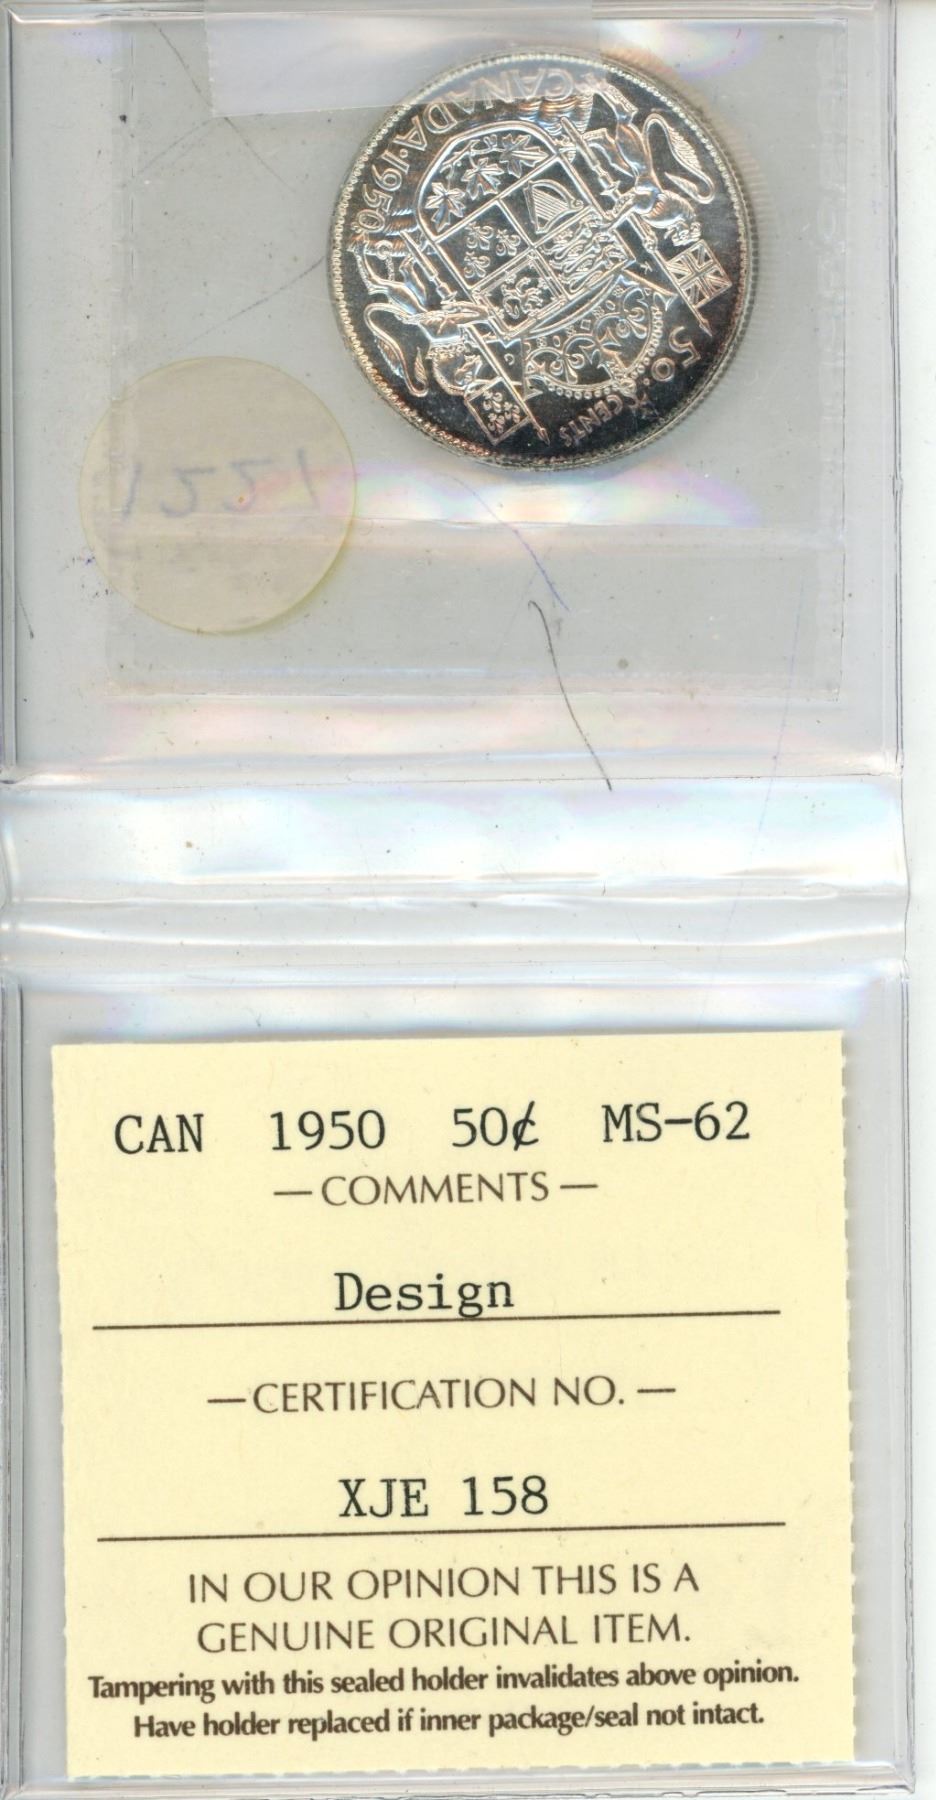 CANADA · 1950
50 CENTS
1221
CAN 1950 50¢ MS-62
— COMMENTS —
Design
— CERTIFICATION NO. —
XJE 158
IN OUR OPINION THIS IS A
GENUINE ORIGINAL ITEM.
Tampering with this sealed holder invalidates above opinion.
Have holder replaced if inner package/seal not intact.